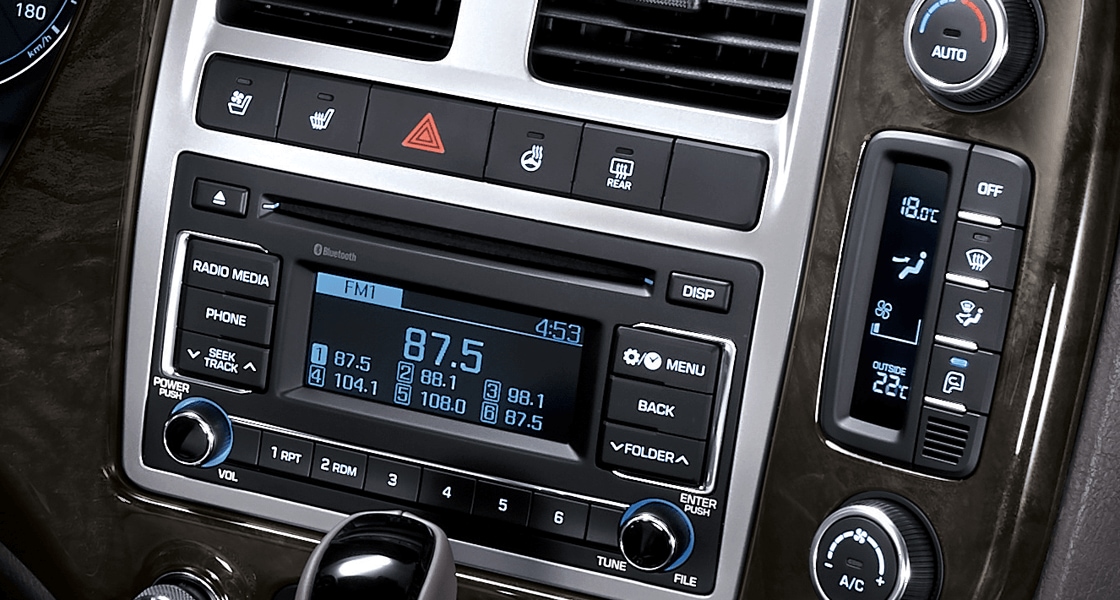 180
km/h
AUTO
REAR
OFF
18.0°C
Bluetooth
RADIO MEDIA
DISP
FM1
4:53
87.5
PHONE
MENU
1 87.5
2 88.1
3 98.1
4 104.1
5 108.0
6 87.5
SEEK
TRACK
BACK
OUTSIDE
22°C
POWER
PUSH
FOLDER
VOL
1 RPT
2 RDM
3
4
5
6
ENTER
PUSH
TUNE
FILE
A/C